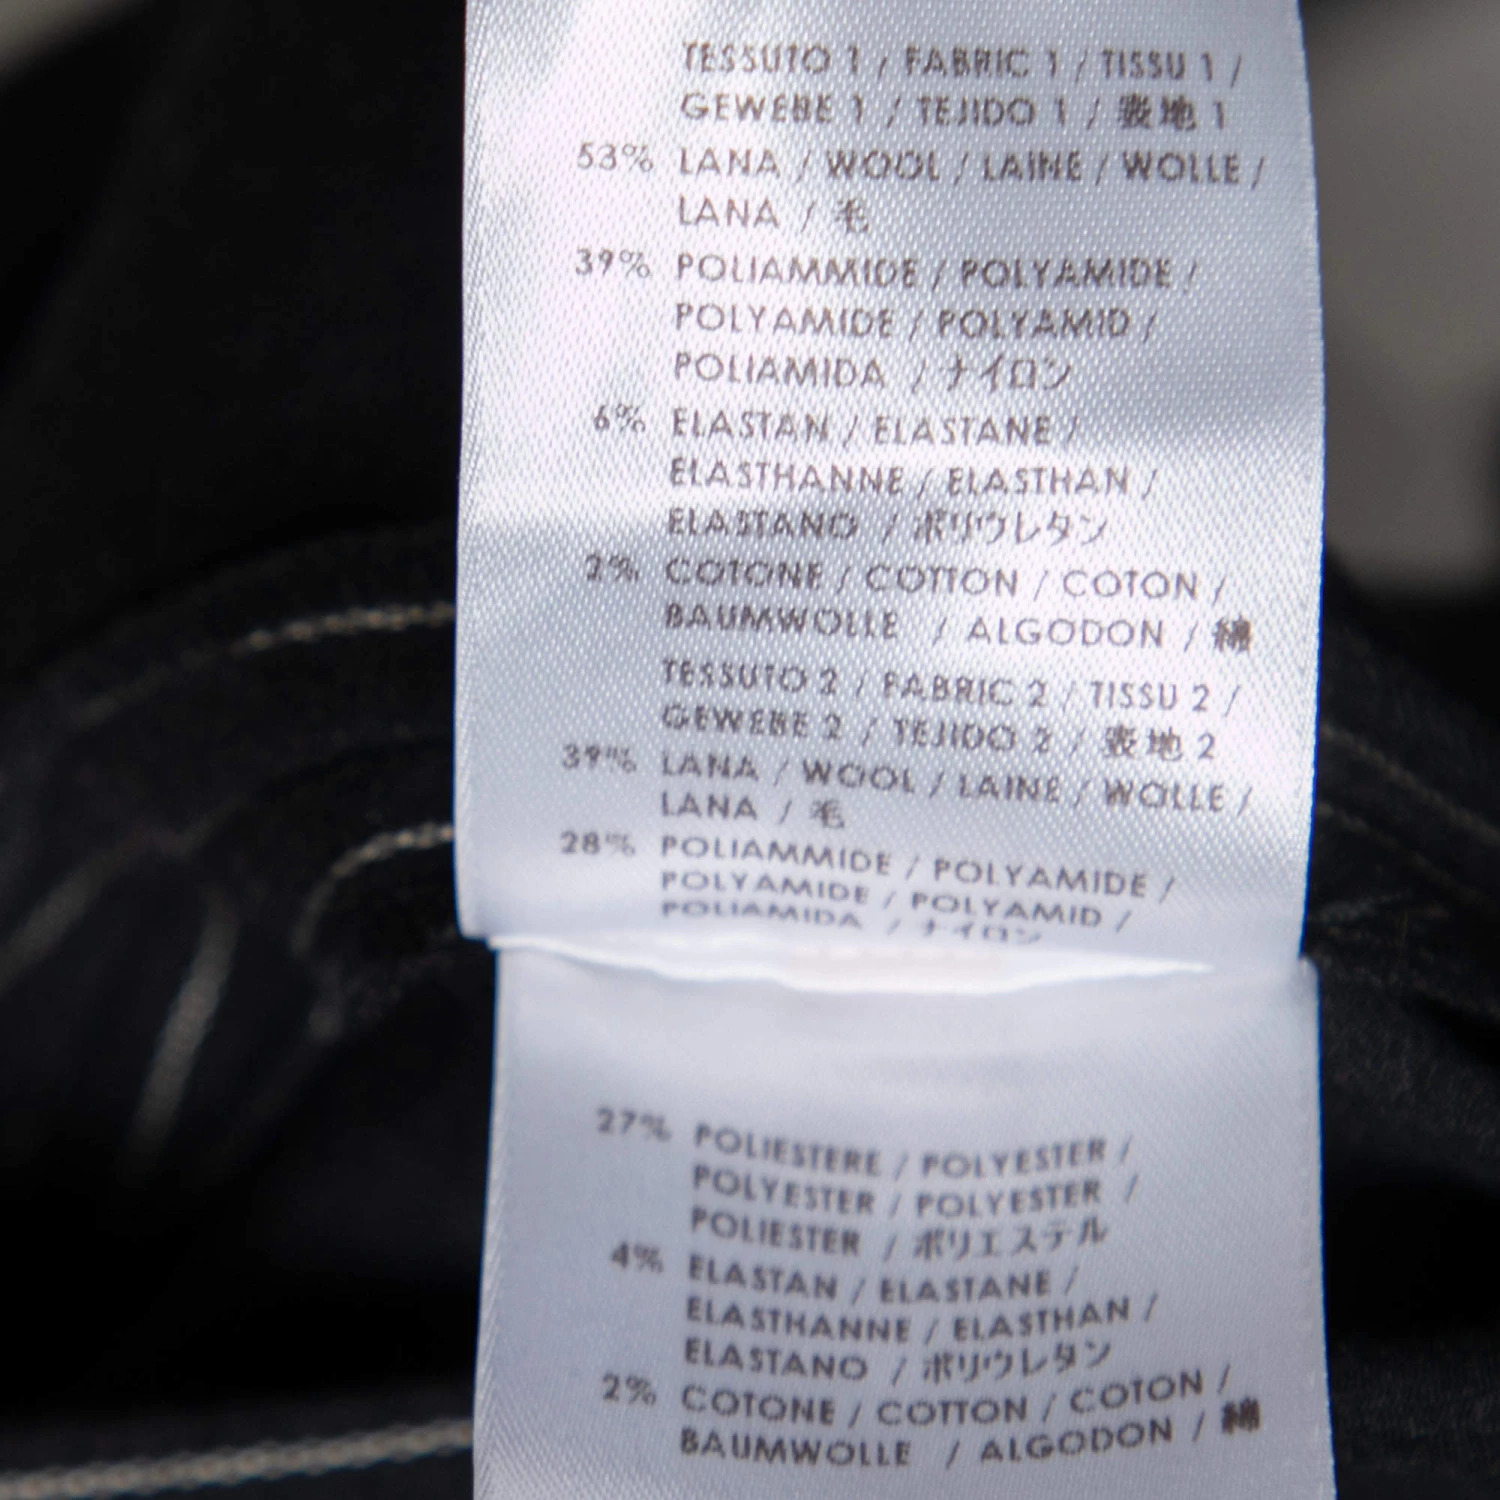 TESSUTO 1 / FABRIC 1 / TISSU 1 /
GEWEBE 1 / TEJIDO 1 / 表地 1
53% LANA / WOOL / LAINE / WOLLE /
LANA / 毛
39% POLIAMMIDE / POLYAMIDE /
POLYAMIDE / POLYAMID /
POLIAMIDA / ナイロン
6% ELASTAN / ELASTANE /
ELASTHANNE / ELASTHAN /
ELASTANO / ポリウレタン
2% COTONE / COTTON / COTON /
BAUMWOLLE / ALGODON / 綿
TESSUTO 2 / FABRIC 2 / TISSU 2 /
GEWEBE 2 / TEJIDO 2 / 表地 2
39% LANA / WOOL / LAINE / WOLLE /
LANA / 毛
28% POLIAMMIDE / POLYAMIDE /
POLYAMIDE / POLYAMID /
POLIAMIDA / ナイロン
27% POLIESTERE / POLYESTER /
POLYESTER / POLYESTER /
POLIESTER / ポリエステル
4% ELASTAN / ELASTANE /
ELASTHANNE / ELASTHAN /
ELASTANO / ポリウレタン
2% COTONE / COTTON / COTON /
BAUMWOLLE / ALGODON / 綿